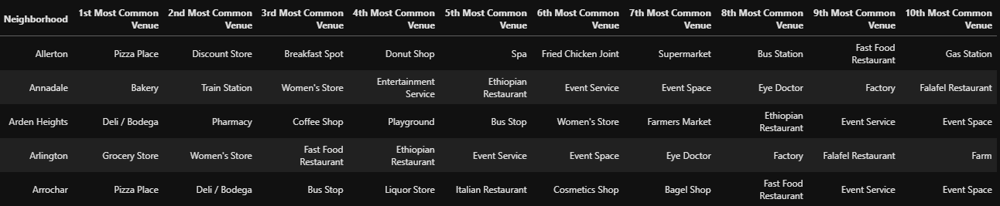 Neighborhood 1st Most Common Venue 2nd Most Common Venue 3rd Most Common Venue 4th Most Common Venue 5th Most Common Venue 6th Most Common Venue 7th Most Common Venue 8th Most Common Venue 9th Most Common Venue 10th Most Common Venue
Allerton Pizza Place Discount Store Breakfast Spot Donut Shop Spa Fried Chicken Joint Supermarket Bus Station Fast Food Restaurant Gas Station
Annadale Bakery Train Station Women's Store Entertainment Service Ethiopian Restaurant Event Service Event Space Eye Doctor Factory Falafel Restaurant
Arden Heights Deli / Bodega Pharmacy Coffee Shop Playground Bus Stop Women's Store Farmers Market Ethiopian Restaurant Event Service Event Space
Arlington Grocery Store Women's Store Fast Food Restaurant Ethiopian Restaurant Event Service Event Space Eye Doctor Factory Falafel Restaurant Farm
Arrochar Pizza Place Deli / Bodega Bus Stop Liquor Store Italian Restaurant Cosmetics Shop Bagel Shop Fast Food Restaurant Event Service Event Space